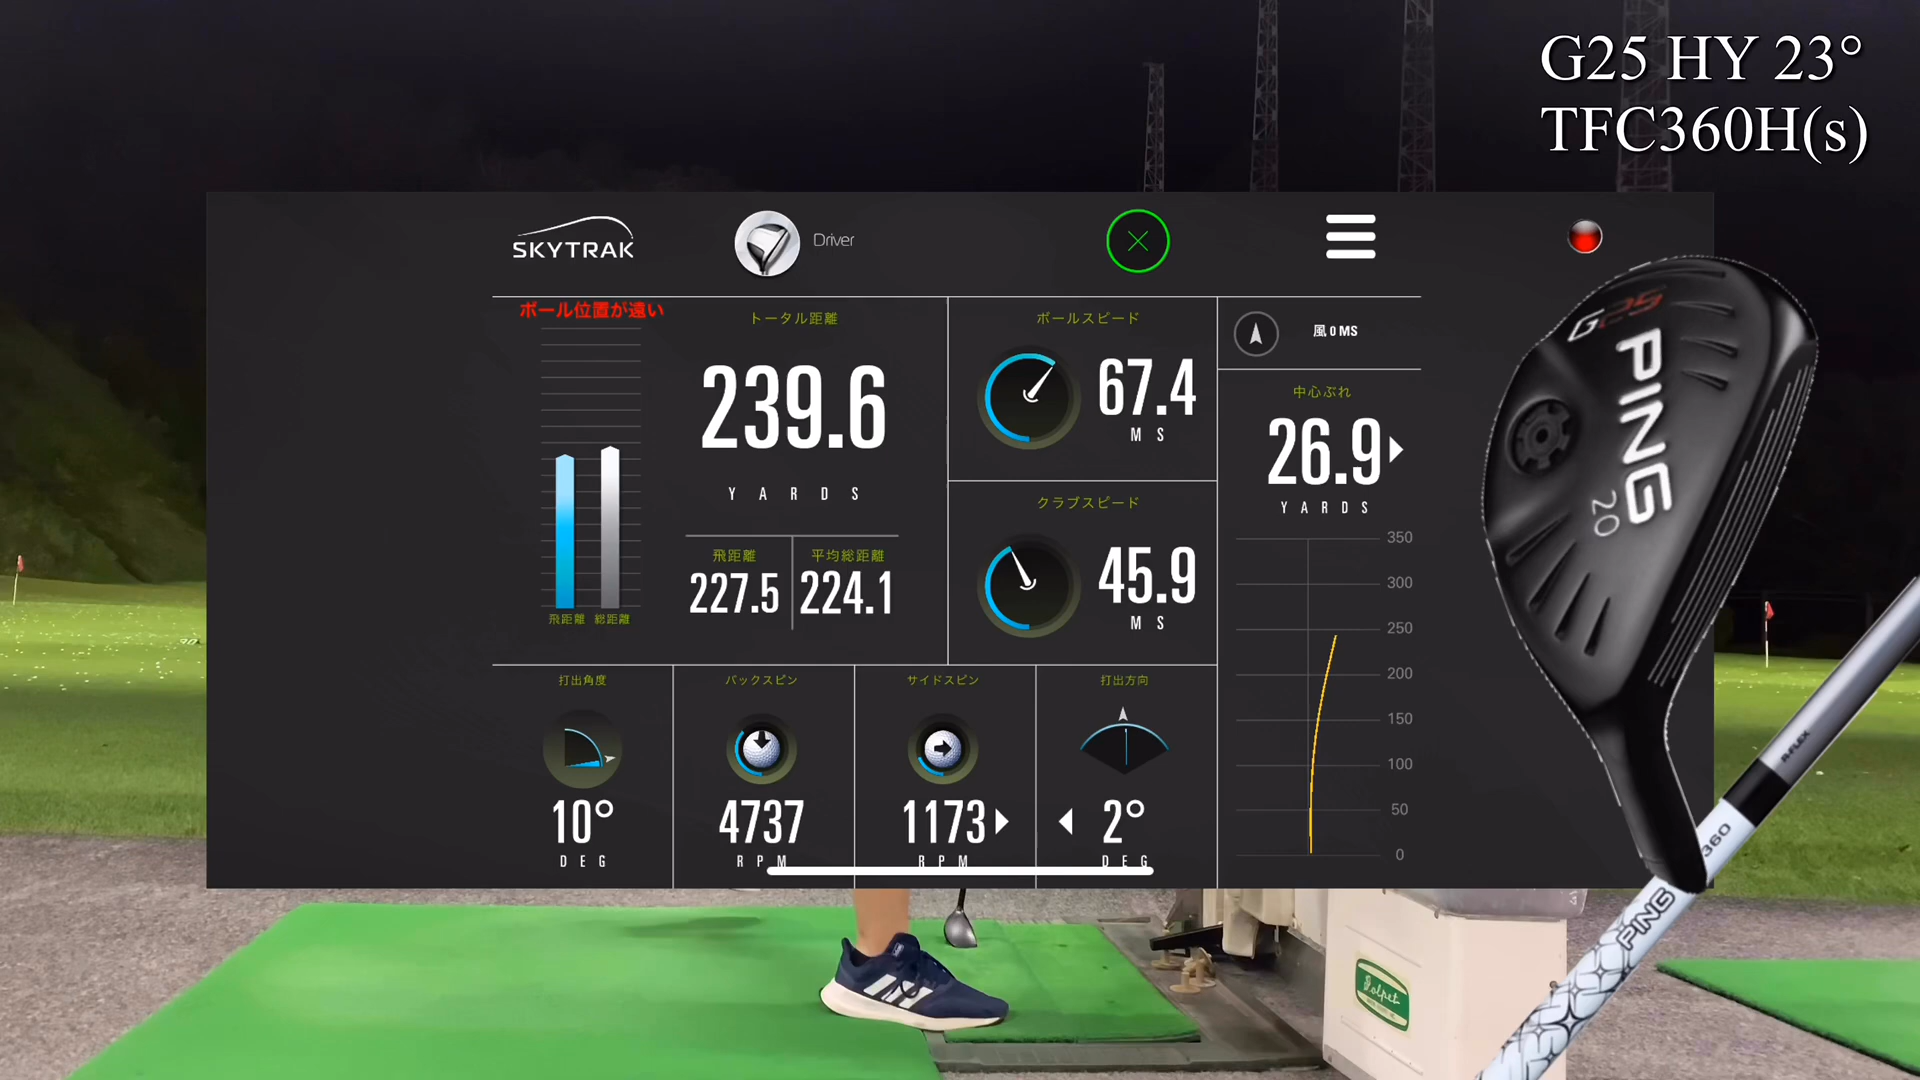 G25 HY 23°
TFC360H(s)
SKYTRAK
Driver
ボール位置が遠い
トータル距離
239.6
YARDS
飛距離
227.5
平均総距離
224.1
飛距離 総距離
ボールスピード
67.4
MS
クラブスピード
45.9
MS
風 0 MS
中心ぶれ
26.9
YARDS
350
300
250
200
150
100
50
0
打出角度
10°
DEG
バックスピン
4737
RPM
サイドスピン
1173
RPM
打出方向
2°
DEG
G25
PING
20
R-FLEX
360
PING